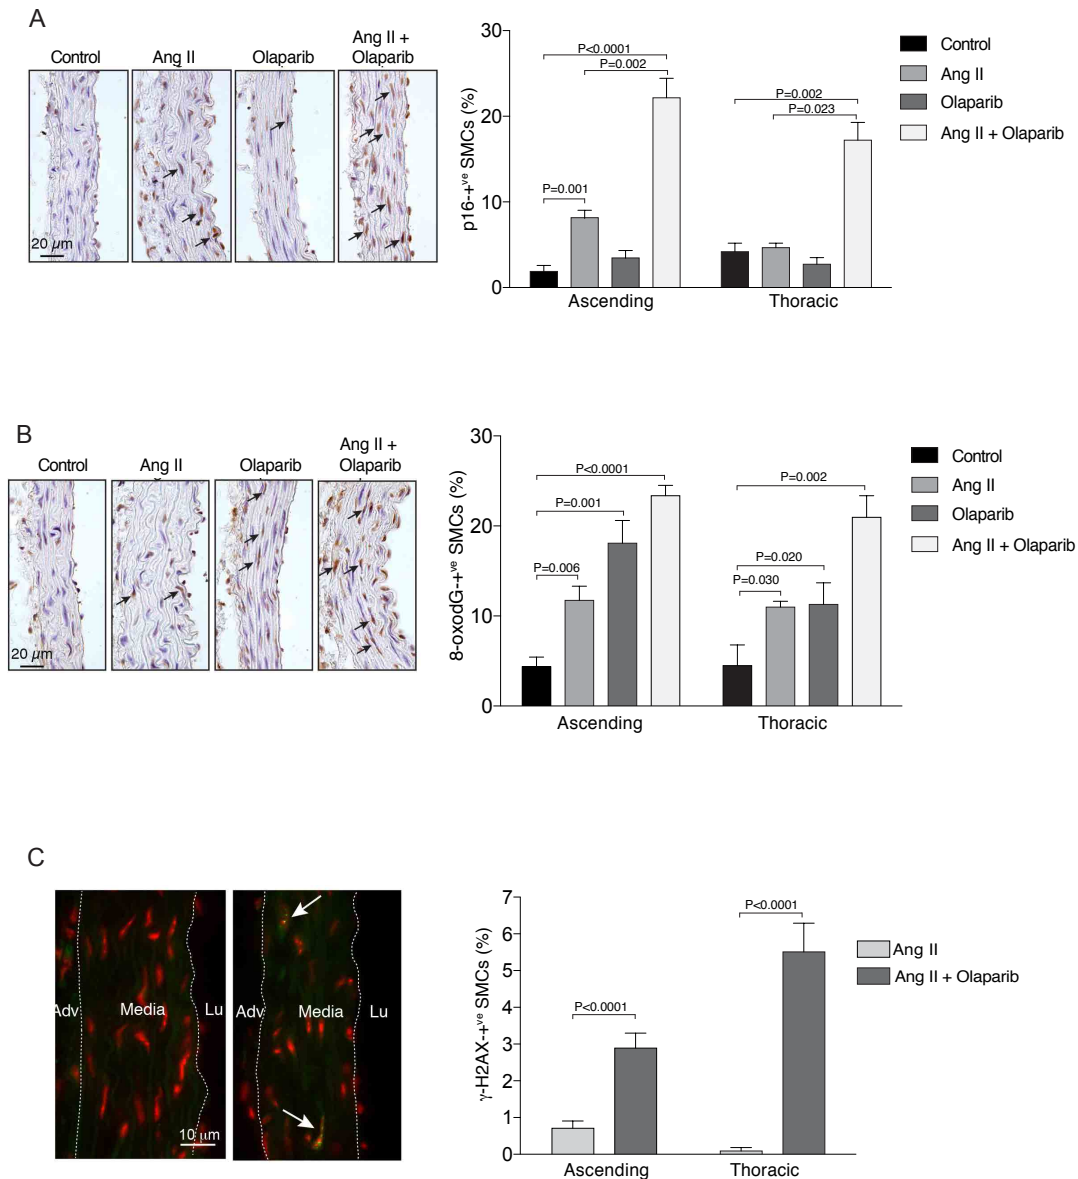 A
Control
Ang II
Olaparib
Ang II +
Olaparib
20 µm
p16-+ve SMCs (%)
30
20
10
0
P<0.0001
P=0.002
P=0.001
P=0.002
P=0.023
Ascending
Thoracic
Control
Ang II
Olaparib
Ang II + Olaparib
B
Control
Ang II
Olaparib
Ang II +
Olaparib
20 µm
8-oxodG-+ve SMCs (%)
30
20
10
0
P<0.0001
P=0.001
P=0.006
P=0.002
P=0.020
P=0.030
Ascending
Thoracic
Control
Ang II
Olaparib
Ang II + Olaparib
C
Adv
Media
Lu
10 µm
Adv
Media
Lu
γ-H2AX-+ve SMCs (%)
7
6
5
4
3
2
1
0
P<0.0001
P<0.0001
Ascending
Thoracic
Ang II
Ang II + Olaparib